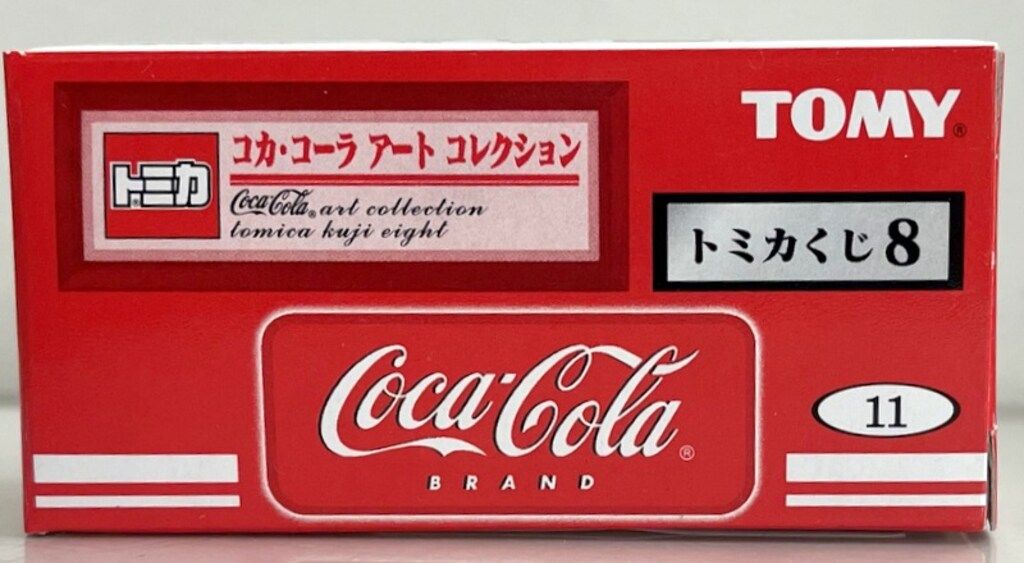 トミカ®
コカ・コーラ アート コレクション
Coca-Cola® art collection
tomica kuji eight
TOMY®
トミカくじ 8
Coca-Cola®
BRAND
11